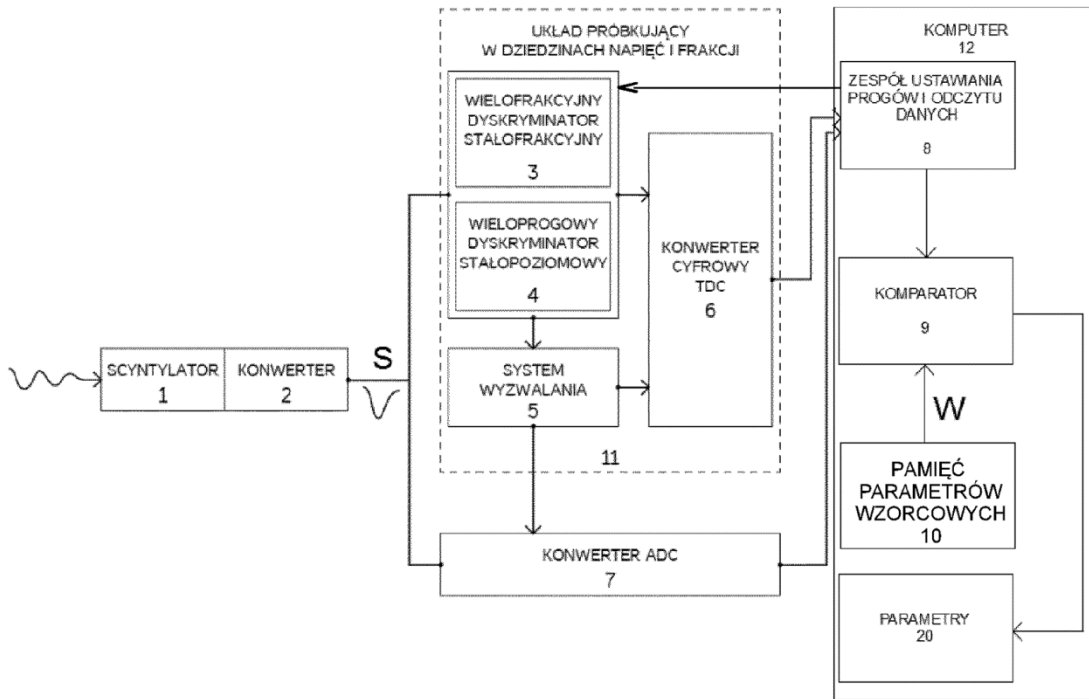 UKŁAD PRÓBKUJĄCY
W DZIEDZINACH NAPIĘĆ I FRAKCJI
WIELOFRAKCYJNY
DYSKRYMINATOR
STAŁOFRAKCYJNY
3
WIELOPROGOWY
DYSKRYMINATOR
STAŁOPOZIOMOWY
4
SYSTEM
WYZWALANIA
5
KONWERTER
CYFROWY
TDC
6
11
SCYNTYLATOR
1
KONWERTER
2
S
KONWERTER ADC
7
KOMPUTER
12
ZESPÓŁ USTAWIANIA
PROGÓW I ODCZYTU
DANYCH
8
KOMPARATOR
9
W
PAMIĘĆ
PARAMETRÓW
WZORCOWYCH
10
PARAMETRY
20